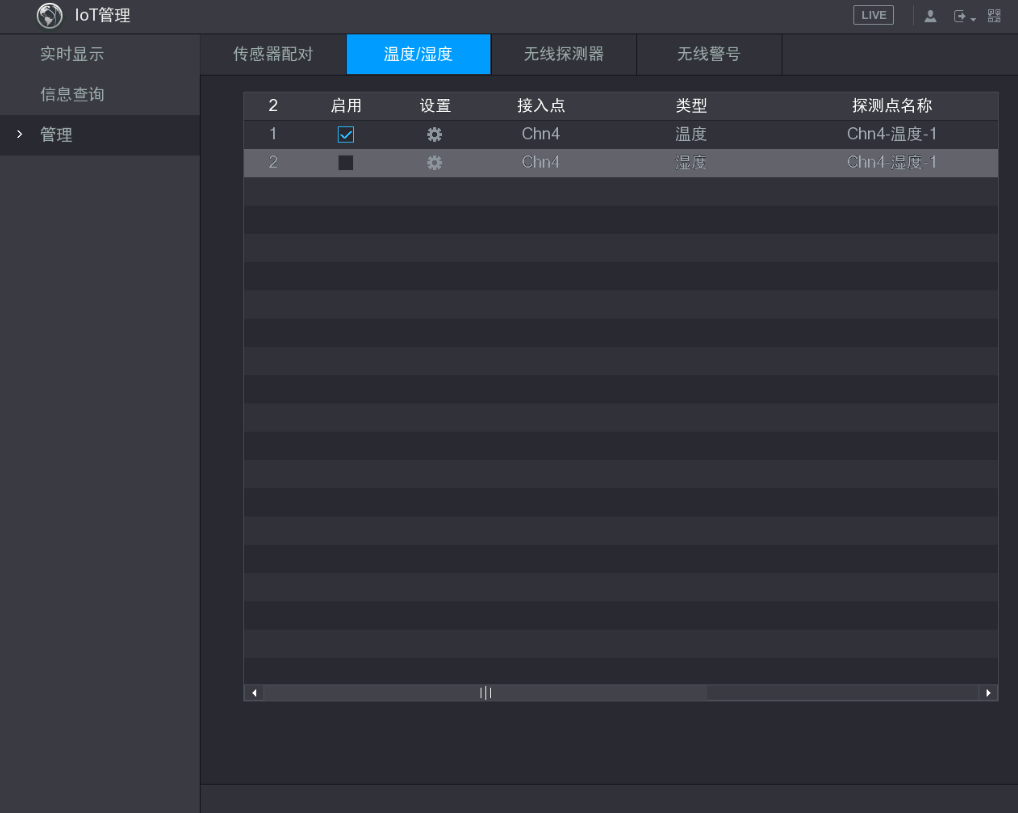 IoT管理
LIVE
实时显示
信息查询
管理
传感器配对 温度/湿度 无线探测器 无线警号
2 启用 设置 接入点 类型 探测点名称
1 Chn4 温度 Chn4-温度-1
2 Chn4 湿度 Chn4-湿度-1